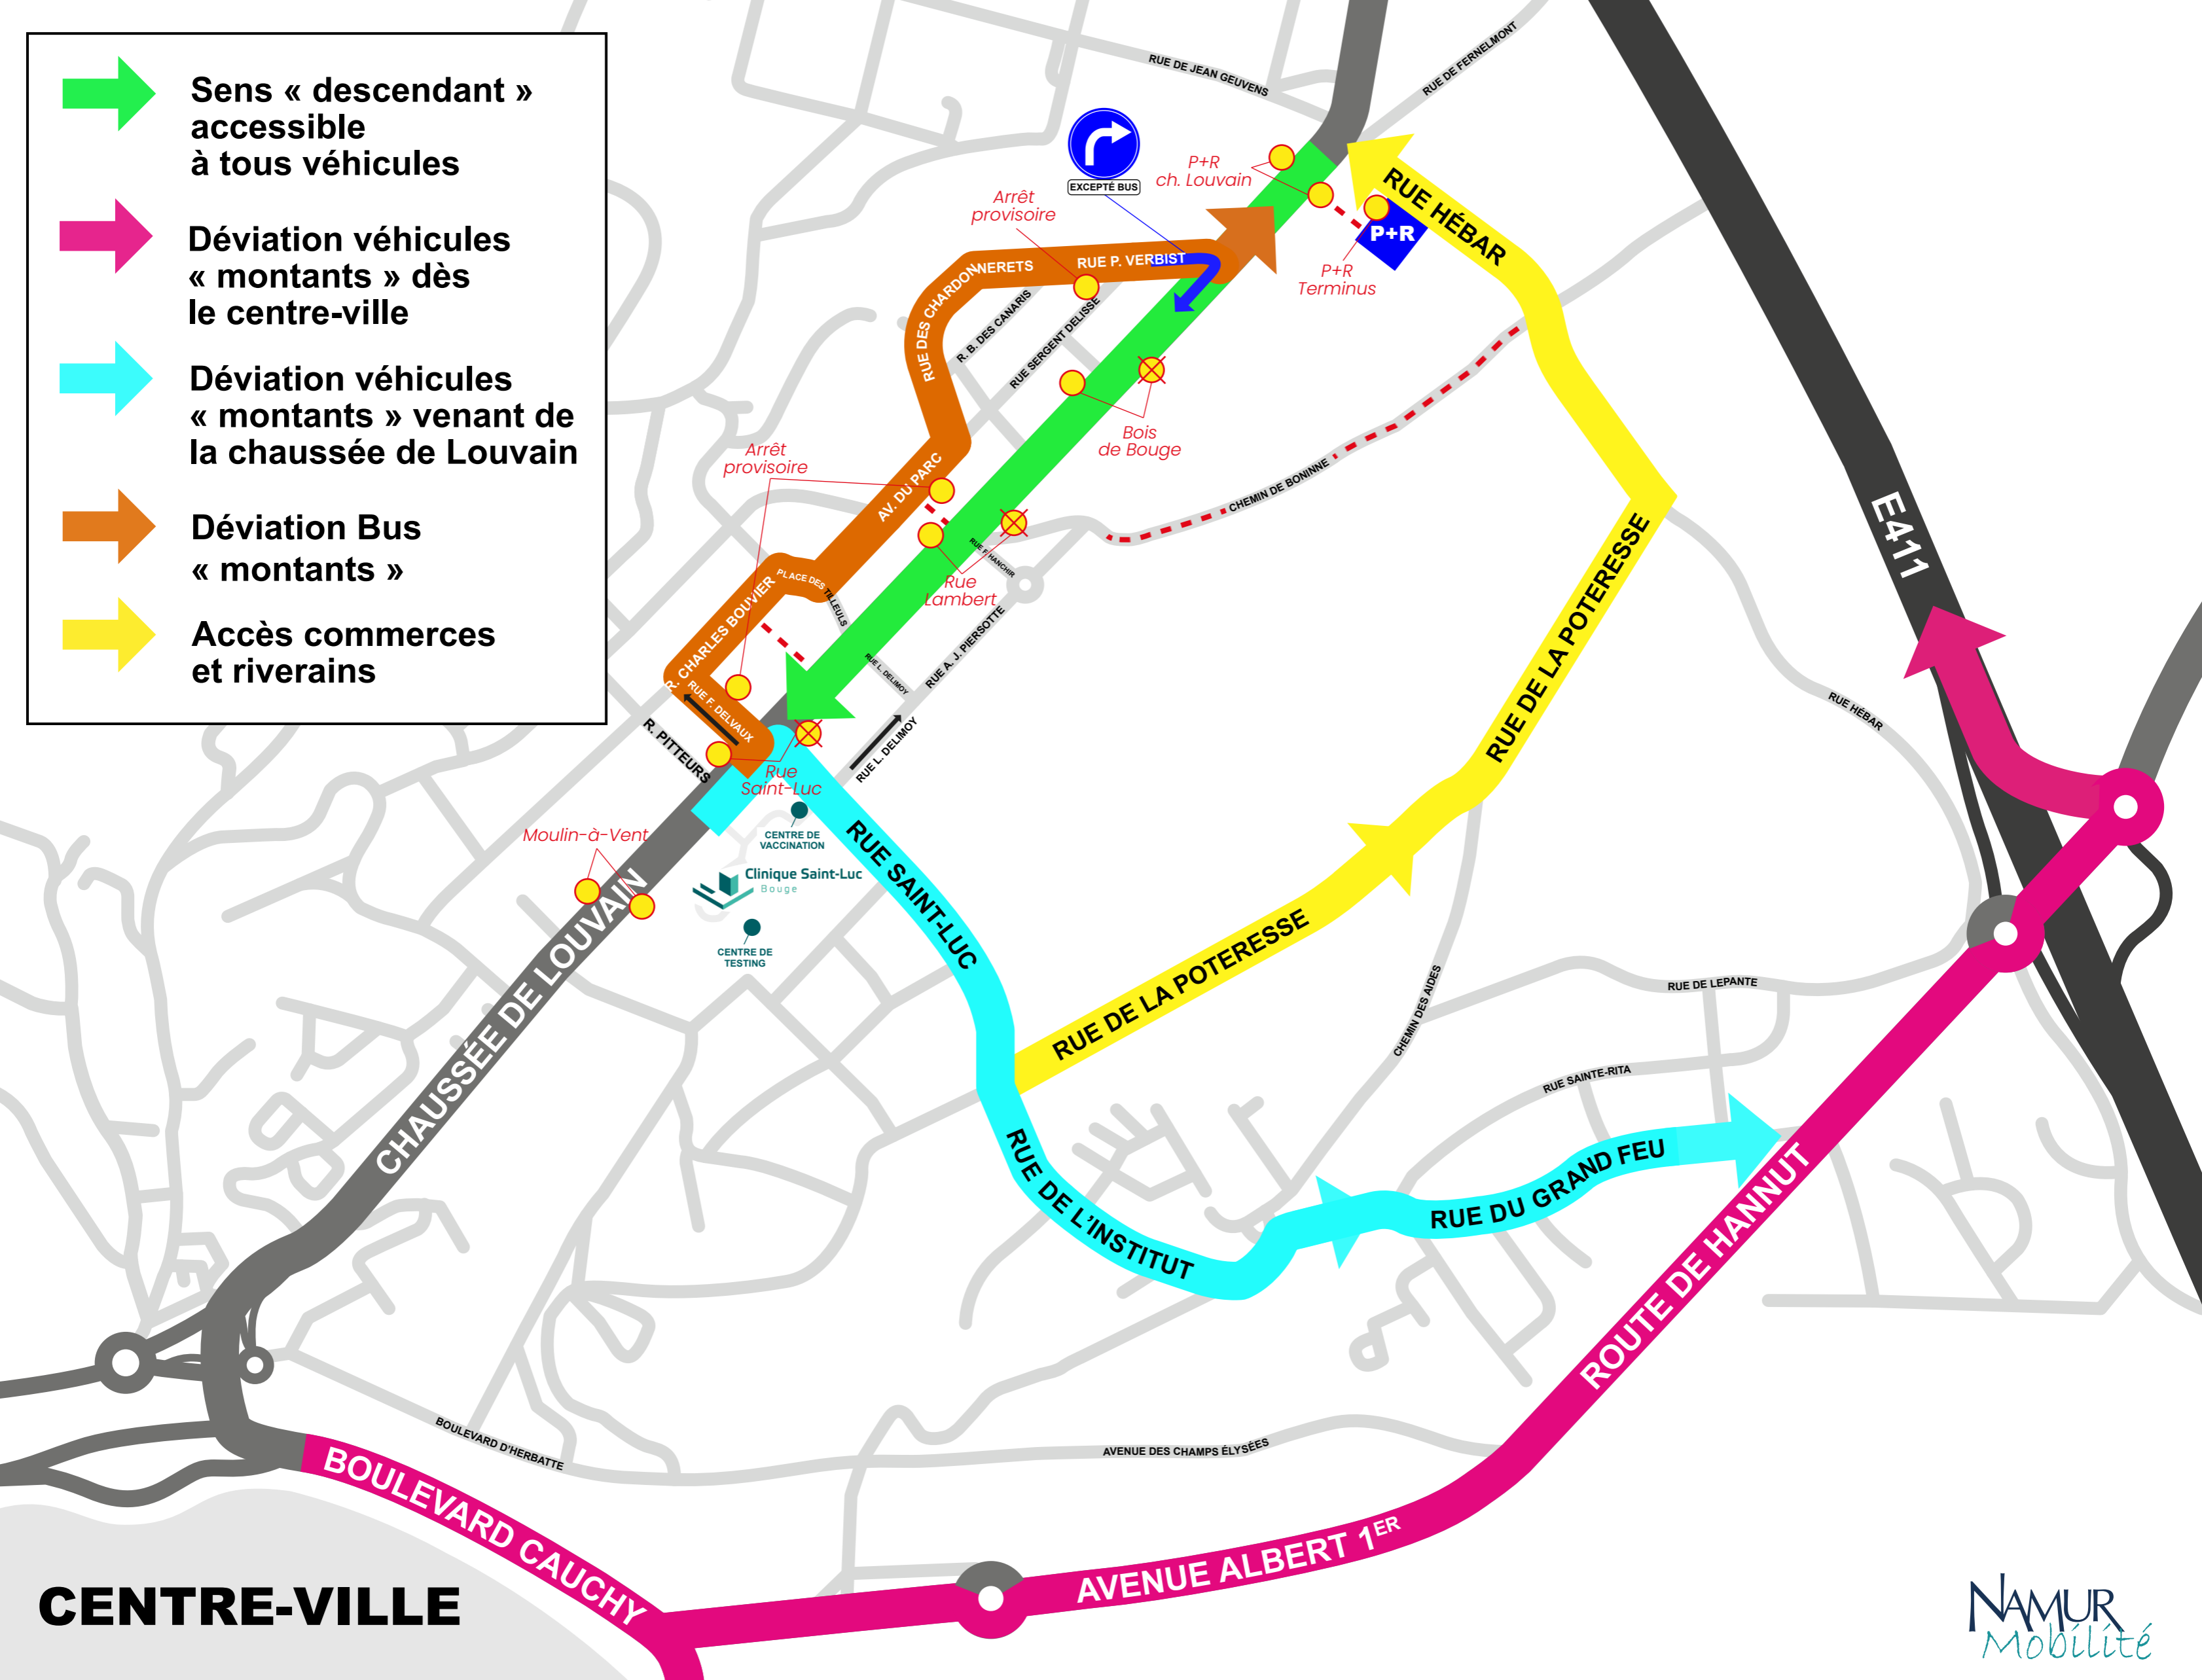 Sens « descendant »
accessible
à tous véhicules
Déviation véhicules
« montants » dès
le centre-ville
Déviation véhicules
« montants » venant de
la chaussée de Louvain
Déviation Bus
« montants »
Accès commerces
et riverains
RUE DE JEAN GEUVENS
RUE DE FERNELMONT
EXCEPTÉ BUS
P+R
ch. Louvain
Arrêt
provisoire
RUE HÉBAR
P+R
P+R
Terminus
RUE P. VERBIST
RUE DES CHARDONNERETS
R. B. DES CANARIS
RUE SERGENT DELISSE
Bois
de Bouge
Arrêt
provisoire
AV. DU PARC
CHEMIN DE BONINNE
E411
RUE F. HANCHIR
Rue
Lambert
PLACE DES TILLEULS
R. CHARLES BOUVIER
RUE A. J. PIERSOTTE
RUE L. DELIMOY
RUE F. DELVAUX
R. PITTEURS
RUE L. DELIMOY
Rue
Saint-Luc
RUE DE LA POTERESSE
RUE HÉBAR
Moulin-à-Vent
CENTRE DE
VACCINATION
Clinique Saint-Luc
Bouge
CENTRE DE
TESTING
RUE SAINT-LUC
CHAUSSÉE DE LOUVAIN
RUE DE LA POTERESSE
CHEMIN DES AIDES
RUE DE LEPANTE
RUE SAINTE-RITA
RUE DE L'INSTITUT
RUE DU GRAND FEU
ROUTE DE HANNUT
BOULEVARD D'HERBATTE
AVENUE DES CHAMPS ÉLYSÉES
BOULEVARD CAUCHY
AVENUE ALBERT 1ER
CENTRE-VILLE
NAMUR
Mobilité